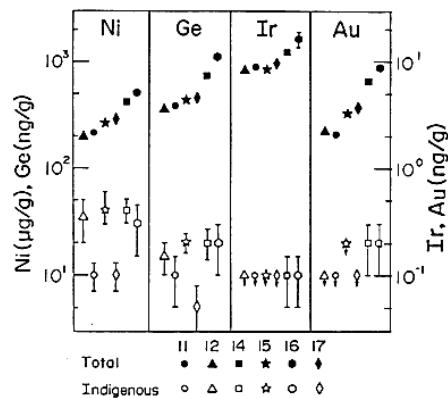 Ni Ge Ir Au
10³
10²
10¹
10¹
10⁰
10⁻¹
Ni(μg/g), Ge(ng/g)
Ir, Au(ng/g)
11 12 14 15 16 17
Total
Indigenous